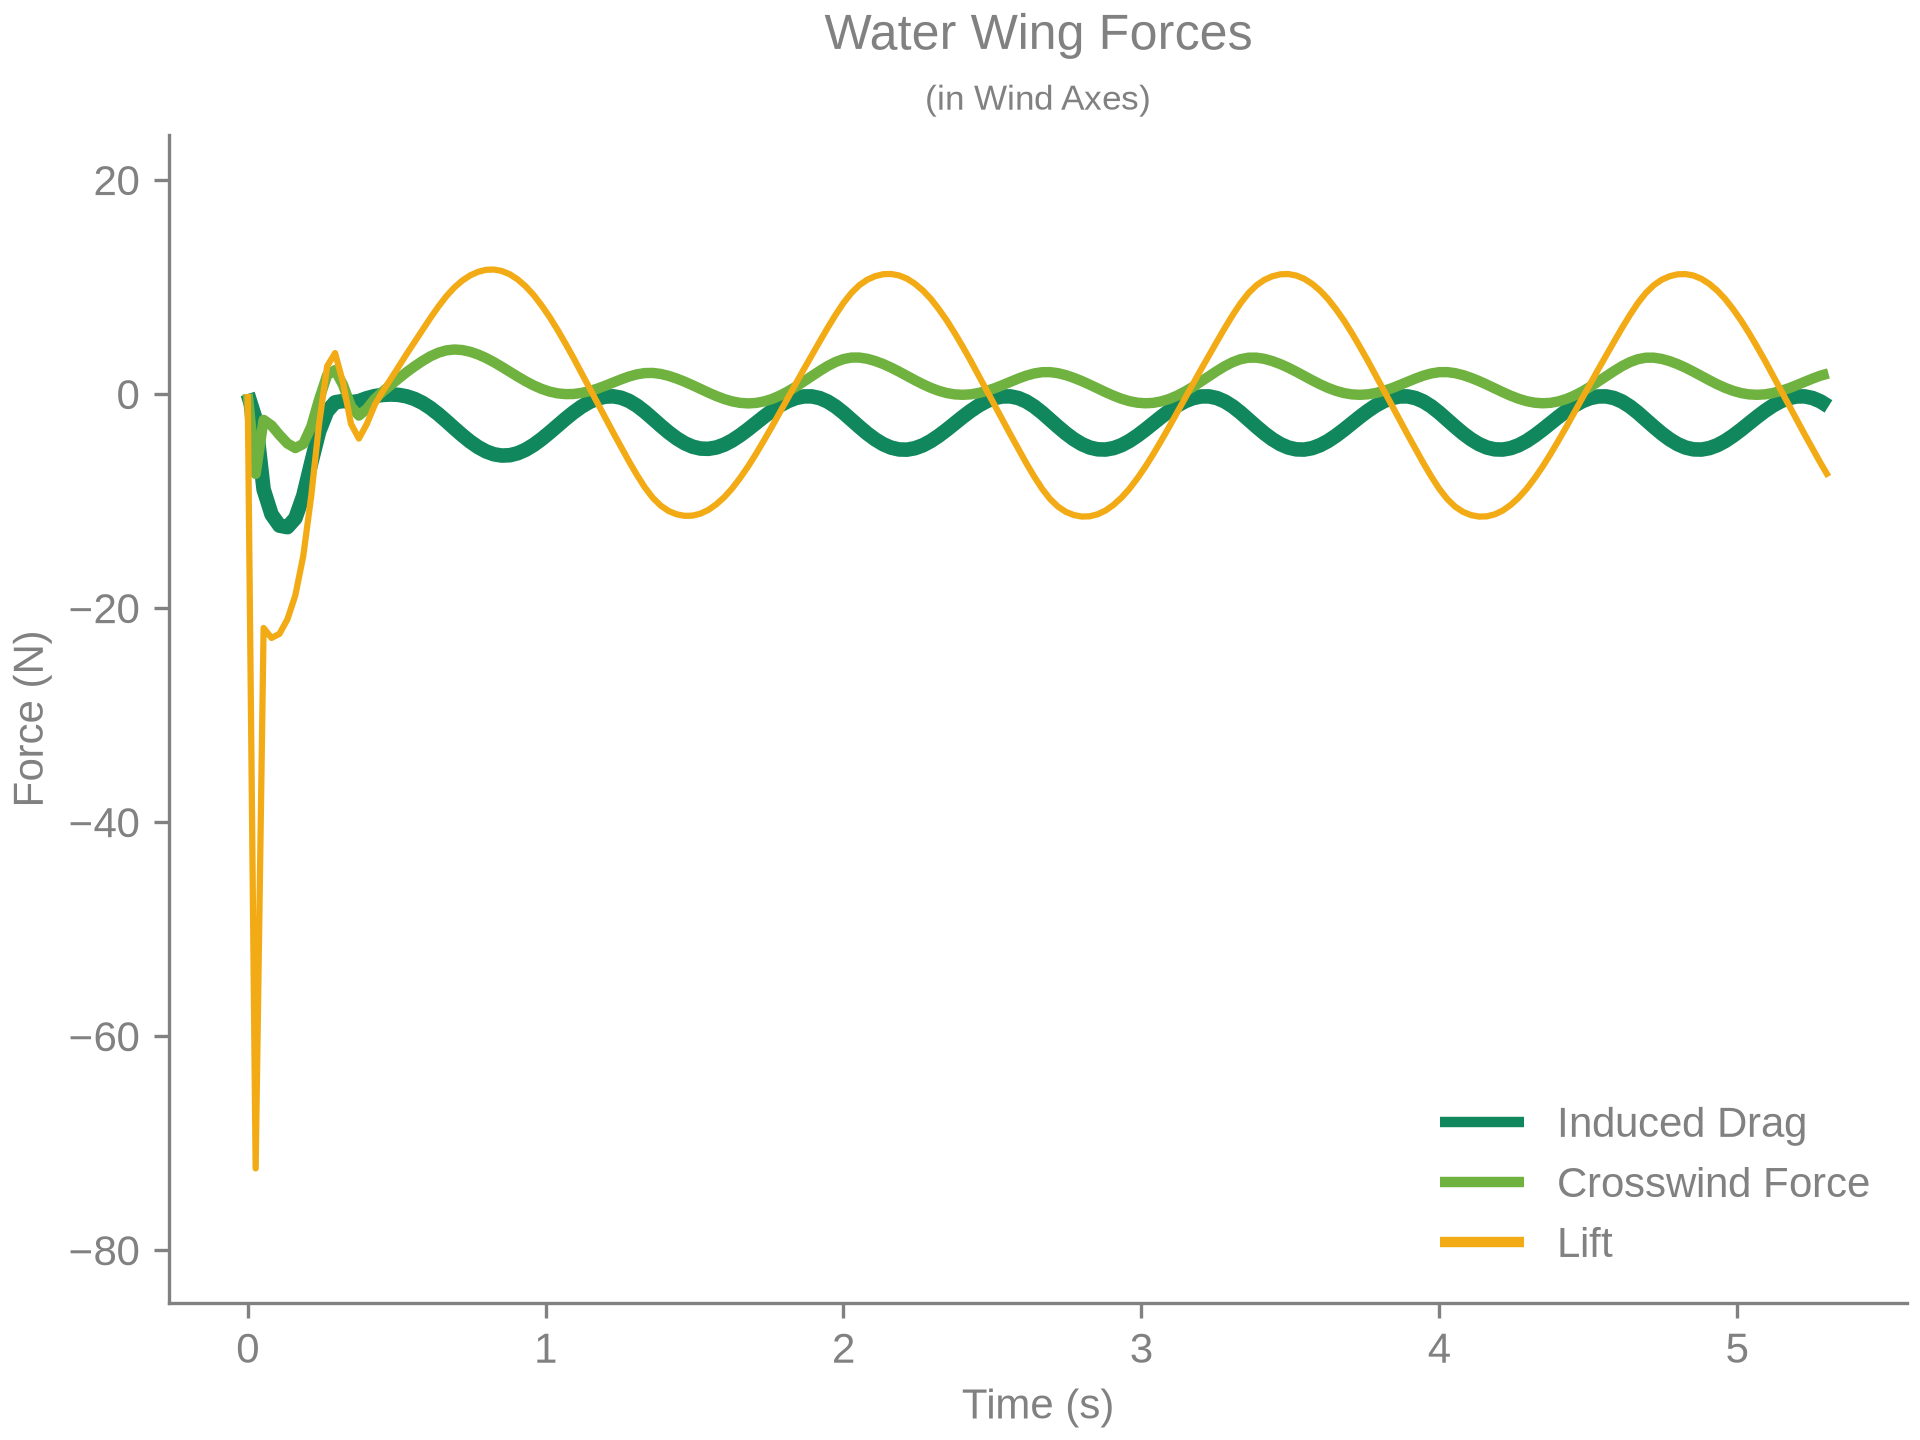 Water Wing Forces
(in Wind Axes)
20
0
−20
−40
−60
−80
Force (N)
0 1 2 3 4 5
Time (s)
Induced Drag
Crosswind Force
Lift